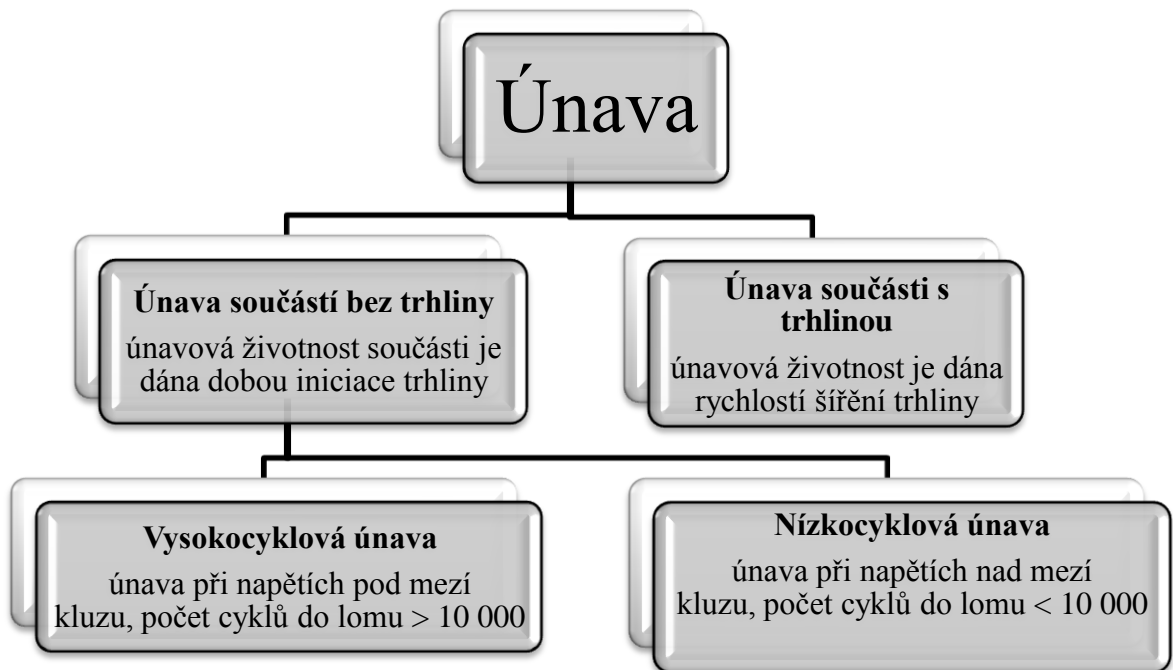 Únava
Únava součástí bez trhliny
únavová životnost součásti je
dána dobou iniciace trhliny
Únava součásti s
trhlinou
únavová životnost je dána
rychlostí šířění trhliny
Vysokocyklová únava
únava při napětích pod mezí
kluzu, počet cyklů do lomu > 10 000
Nízkocyklová únava
únava při napětích nad mezí
kluzu, počet cyklů do lomu < 10 000